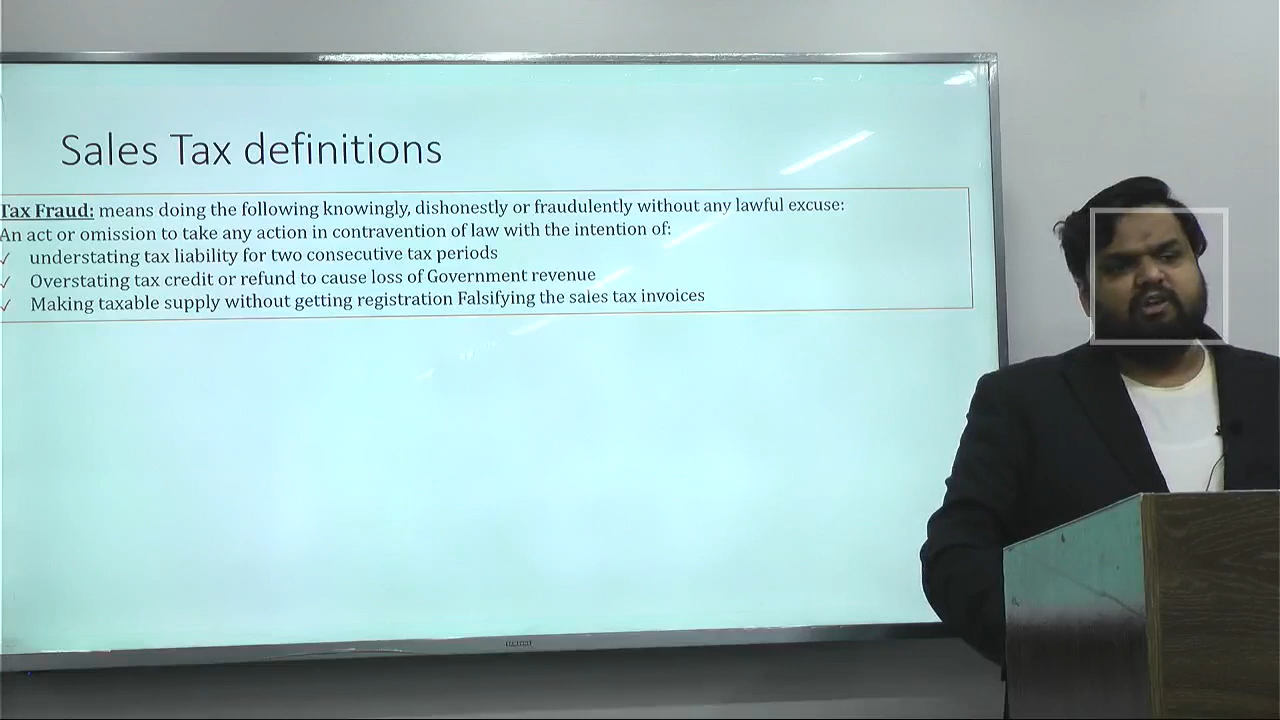 Sales Tax definitions
Tax Fraud: means doing the following knowingly, dishonestly or fraudulently without any lawful excuse:
An act or omission to take any action in contravention of law with the intention of:
✓ understating tax liability for two consecutive tax periods
✓ Overstating tax credit or refund to cause loss of Government revenue
✓ Making taxable supply without getting registration Falsifying the sales tax invoices
SAMSUNG